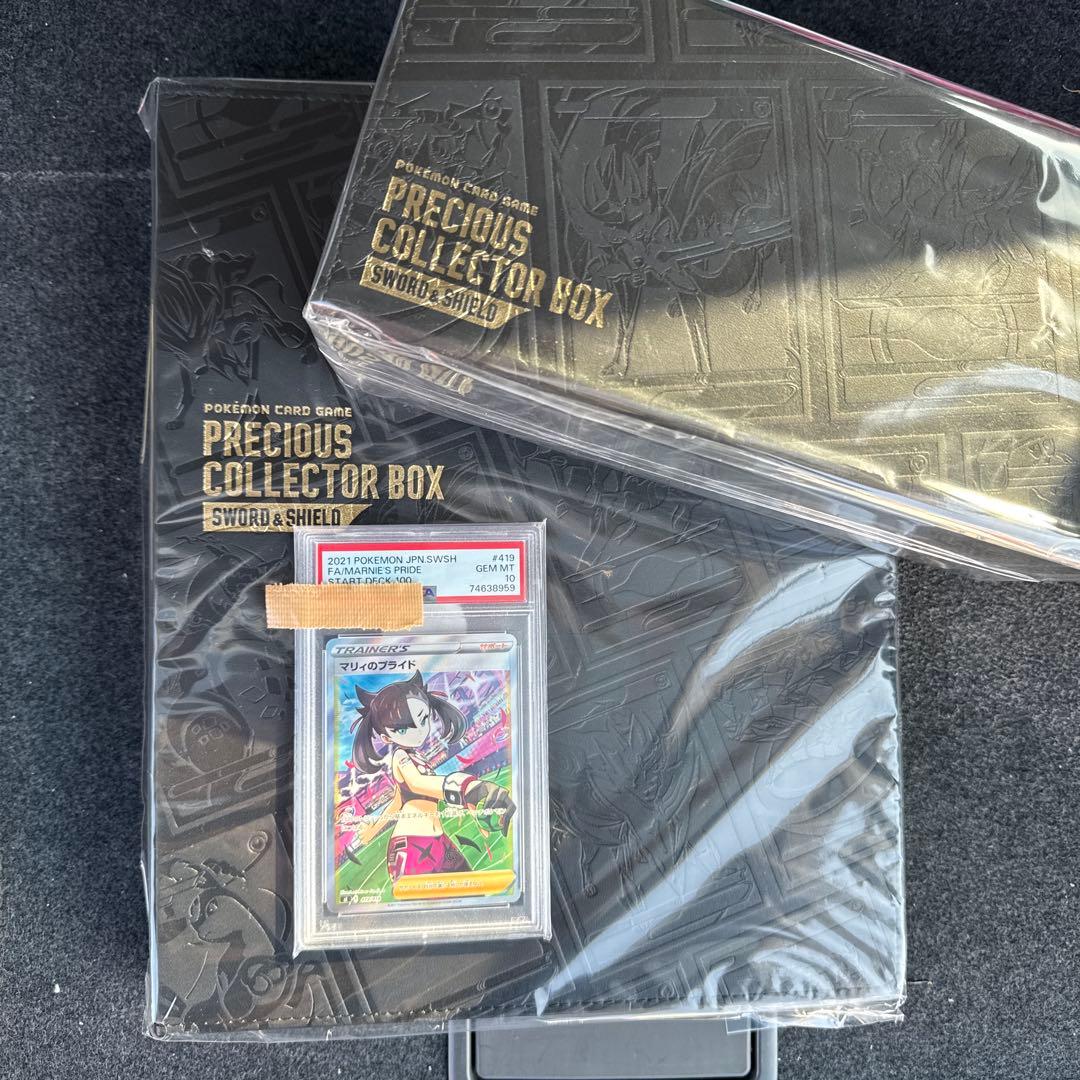 POKÉMON CARD GAME
PRECIOUS
COLLECTOR BOX
SWORD & SHIELD
POKÉMON CARD GAME
PRECIOUS
COLLECTOR BOX
SWORD & SHIELD
2021 POKEMON JPN.SWSH #419
FA/MARNIE'S PRIDE GEM MT
START DECK 100 10
74638959
TRAINER'S サポート
マリィのプライド